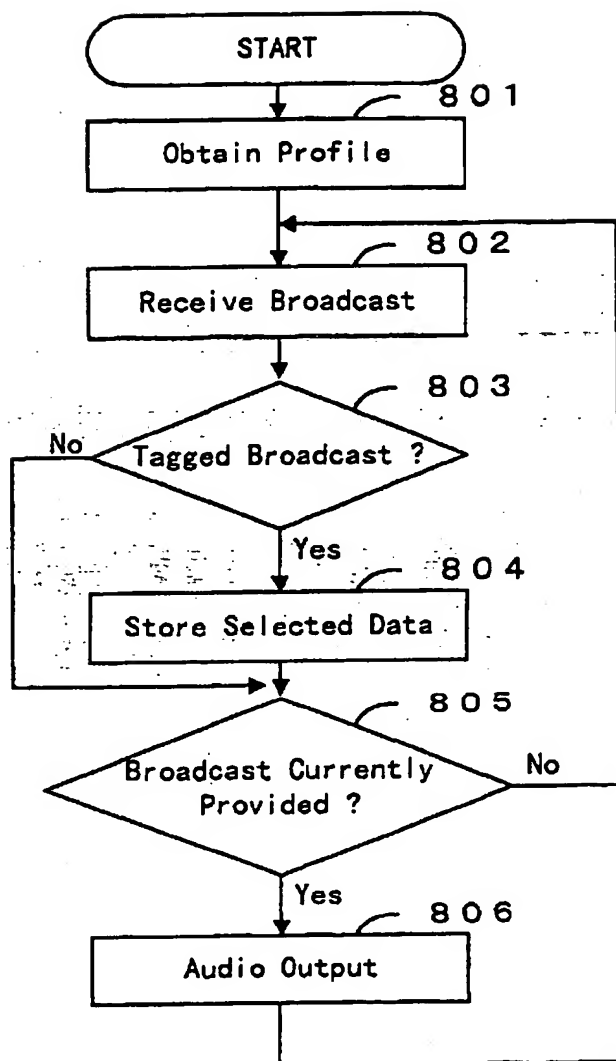 START
801
Obtain Profile
802
Receive Broadcast
803
No
Tagged Broadcast ?
Yes
804
Store Selected Data
805
Broadcast Currently
Provided ?
No
Yes
806
Audio Output